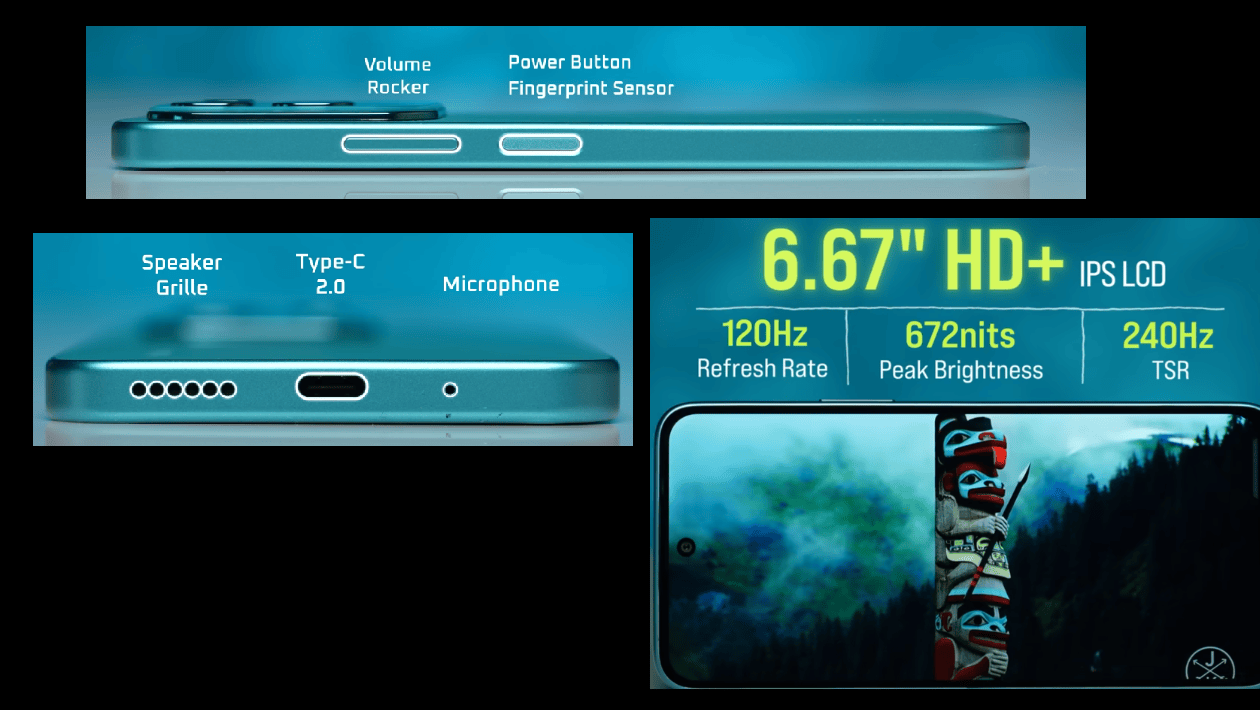 Volume
Rocker
Power Button
Fingerprint Sensor
Speaker
Grille
Type-C
2.0
Microphone
6.67" HD+ IPS LCD
120Hz
Refresh Rate
672nits
Peak Brightness
240Hz
TSR
J